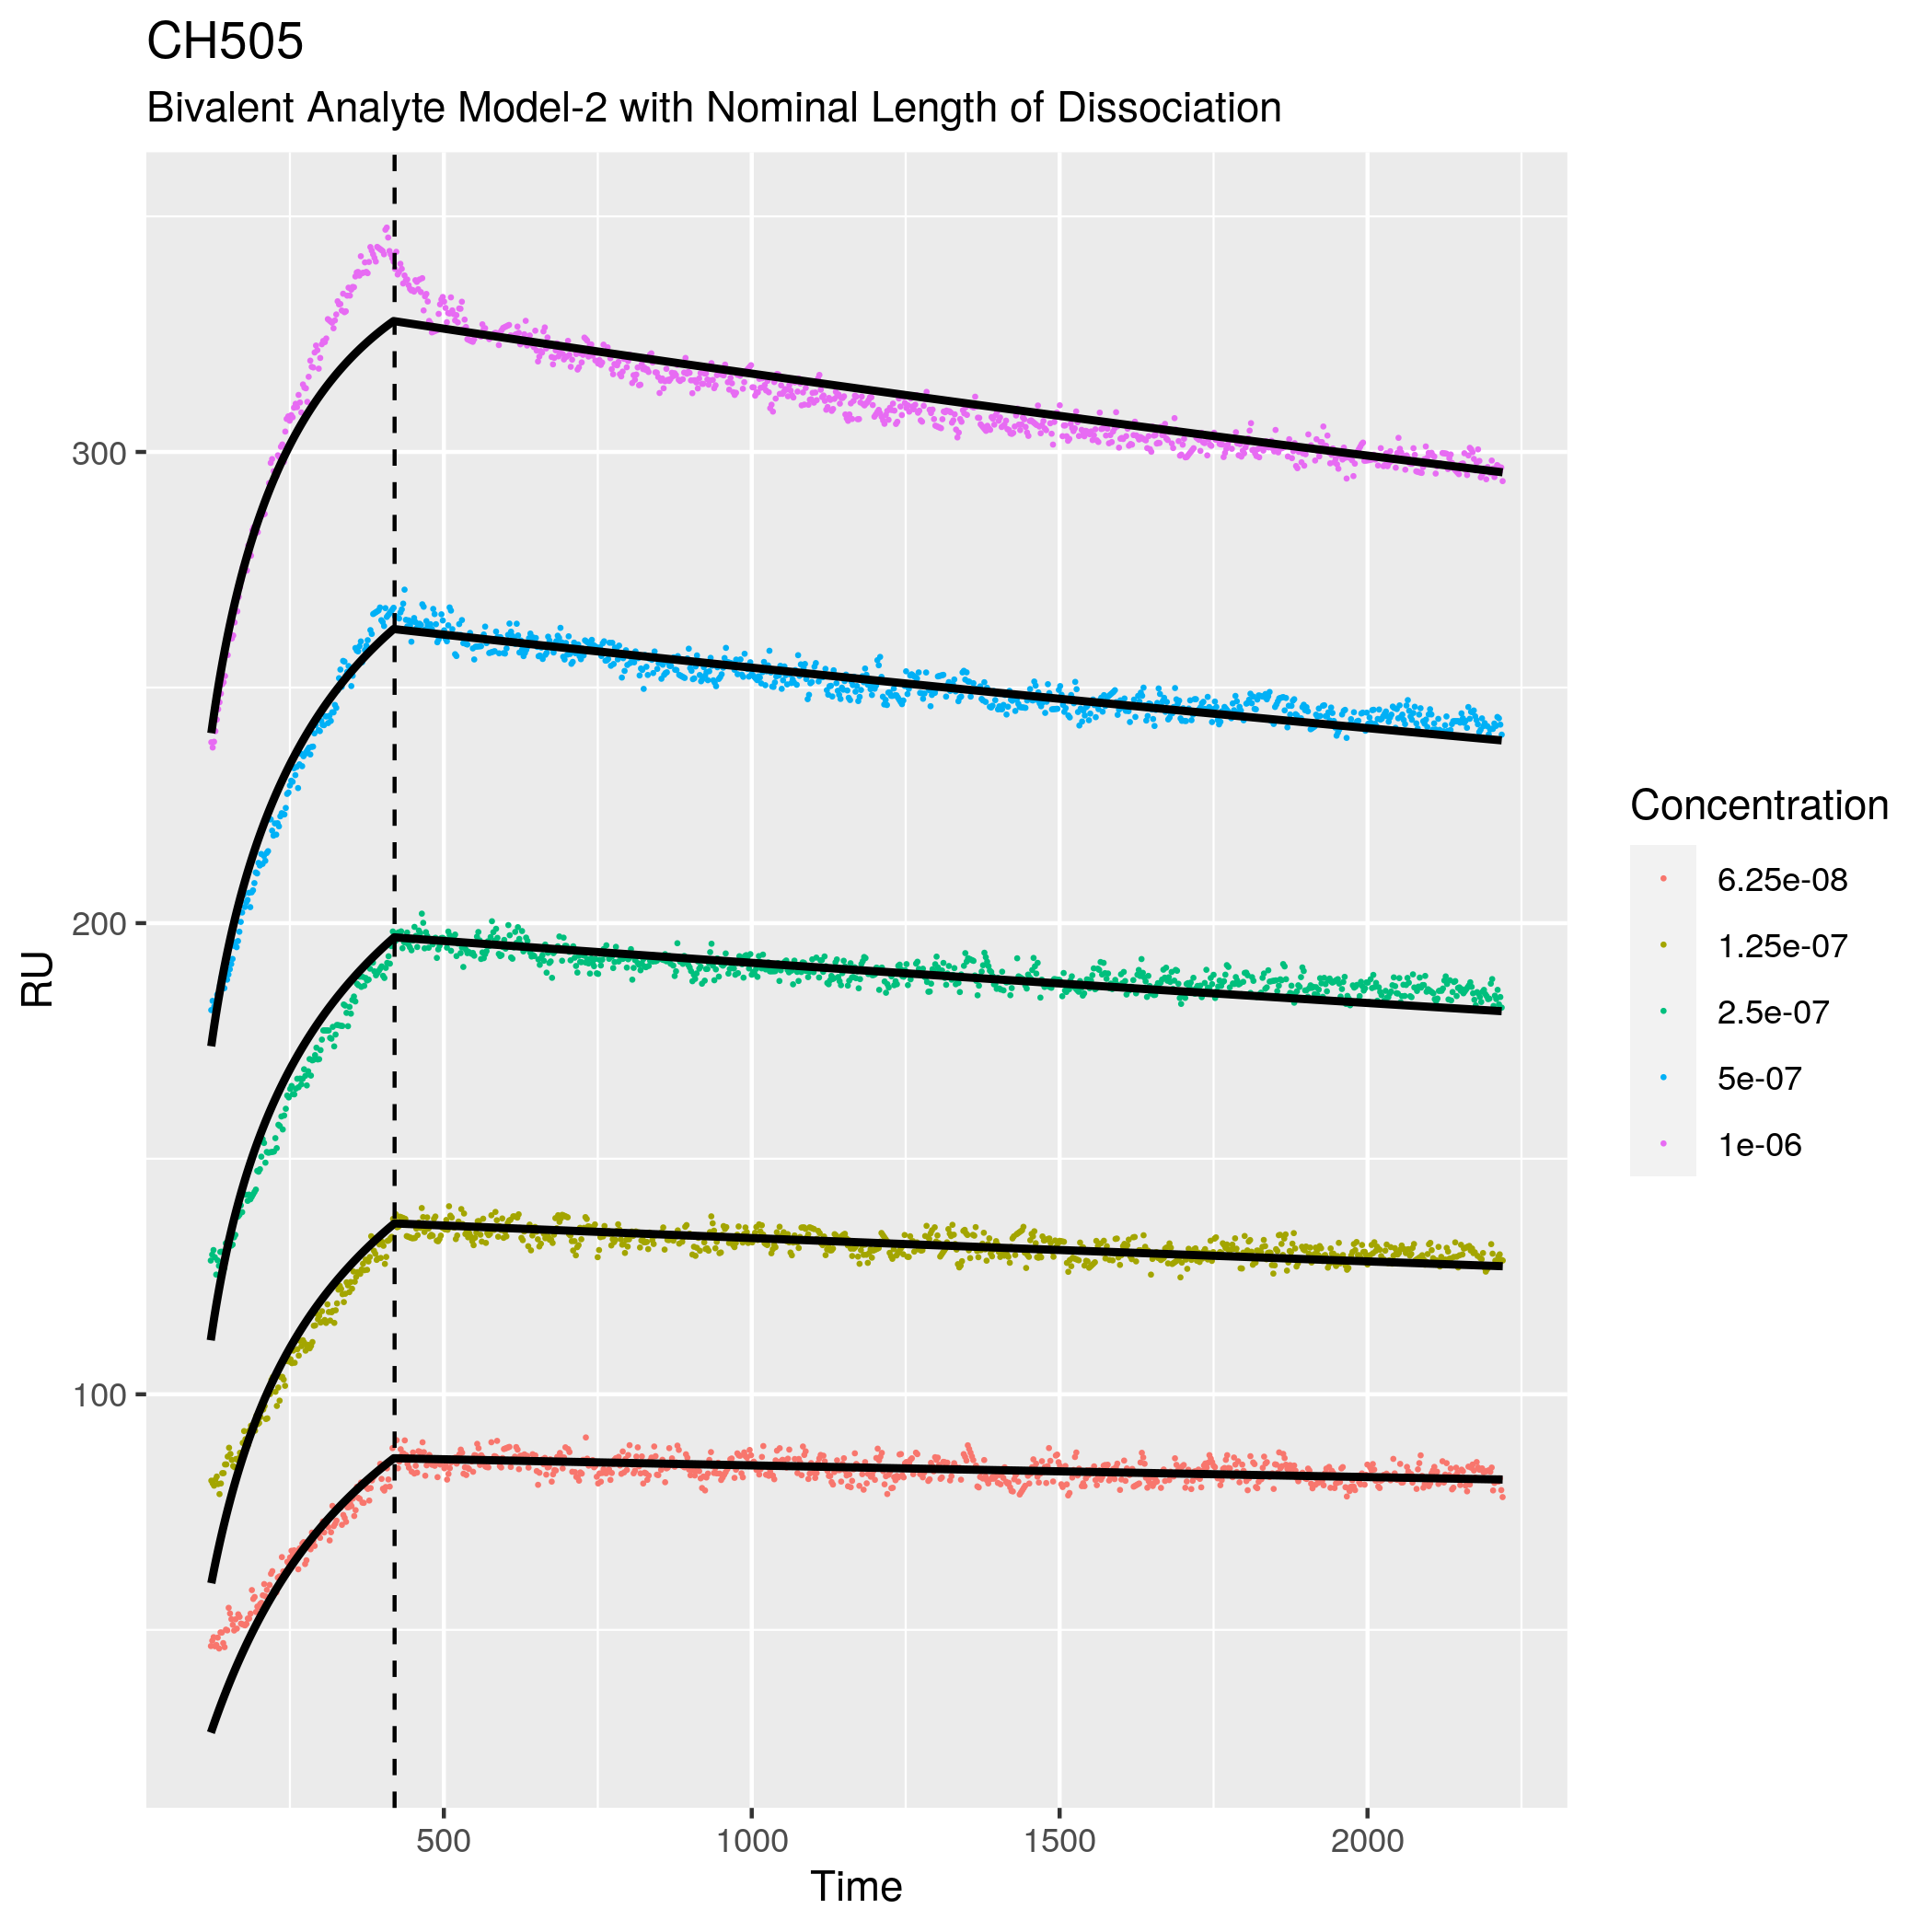 CH505
Bivalent Analyte Model-2 with Nominal Length of Dissociation
300
200
100
RU
500 1000 1500 2000
Time
Concentration
6.25e-08
1.25e-07
2.5e-07
5e-07
1e-06